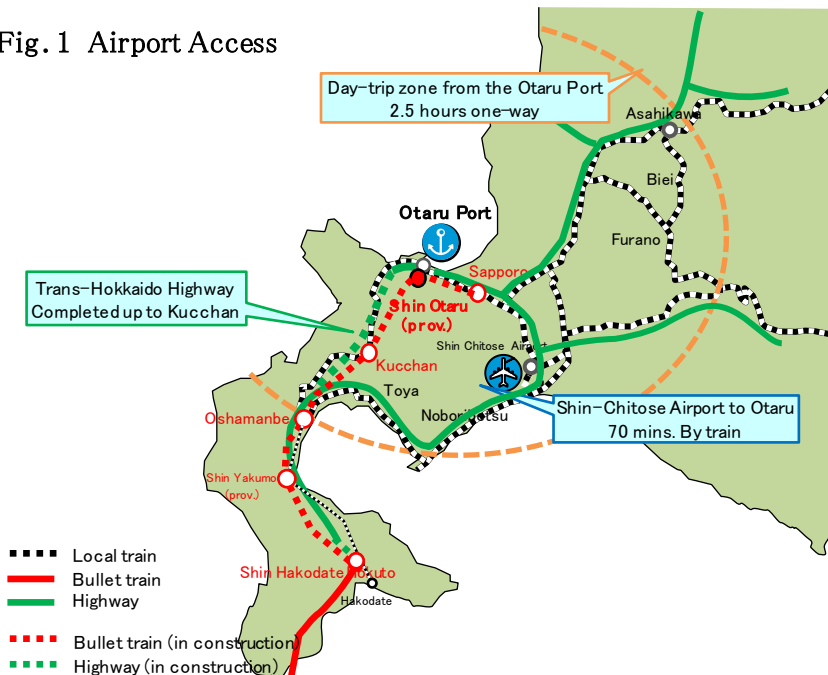 Fig. 1 Airport Access
Day-trip zone from the Otaru Port
2.5 hours one-way
Asahikawa
Biei
Otaru Port
Furano
Sapporo
Trans-Hokkaido Highway
Completed up to Kucchan
Shin Otaru
(prov.)
Shin Chitose Airport
Kucchan
Toya
Noboribetsu
Shin-Chitose Airport to Otaru
70 mins. By train
Oshamanbe
Shin Yakumo
(prov.)
Local train
Bullet train
Highway
Shin Hakodate Hokuto
Hakodate
Bullet train (in construction)
Highway (in construction)